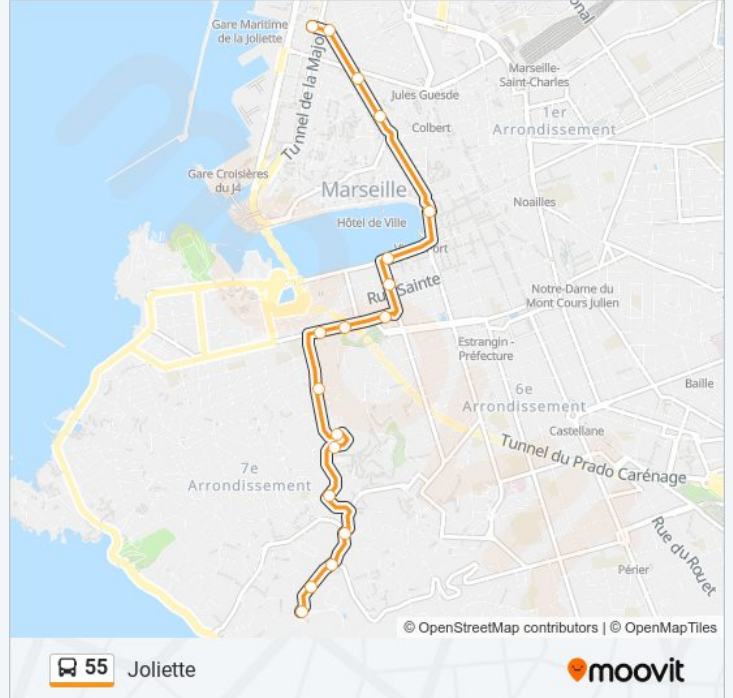 Gare Maritime
de la Joliette
Tunnel de la Major
Jules Guesde
Colbert
Marseille-
Saint-Charles
1er
Arrondissement
Gare Croisières
du J4
Marseille
Hôtel de Ville
Noailles
Rue Sainte
Notre-Dame du
Mont Cours Julien
Estrangin -
Préfecture
6e
Arrondissement
Baille
Castellane
7e
Arrondissement
Tunnel du Prado Carénage
Rue du Rouet
Périer
© OpenStreetMap contributors | © OpenMapTiles
55 Joliette
moovit